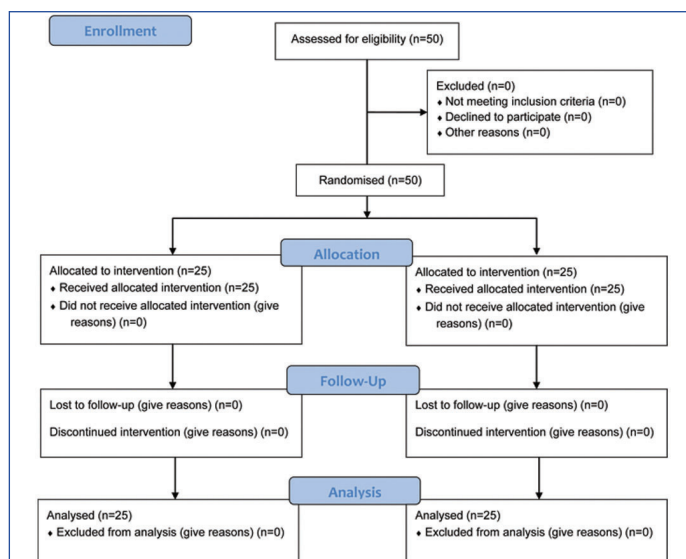 Enrollment
Assessed for eligibility (n=50)
Excluded (n=0)
♦ Not meeting inclusion criteria (n=0)
♦ Declined to participate (n=0)
♦ Other reasons (n=0)
Randomised (n=50)
Allocation
Allocated to intervention (n=25)
♦ Received allocated intervention (n=25)
♦ Did not receive allocated intervention (give
reasons) (n=0)
Allocated to intervention (n=25)
♦ Received allocated intervention (n=25)
♦ Did not receive allocated intervention (give
reasons) (n=0)
Follow-Up
Lost to follow-up (give reasons) (n=0)
Discontinued intervention (give reasons) (n=0)
Lost to follow-up (give reasons) (n=0)
Discontinued intervention (give reasons) (n=0)
Analysis
Analysed (n=25)
♦ Excluded from analysis (give reasons) (n=0)
Analysed (n=25)
♦ Excluded from analysis (give reasons) (n=0)